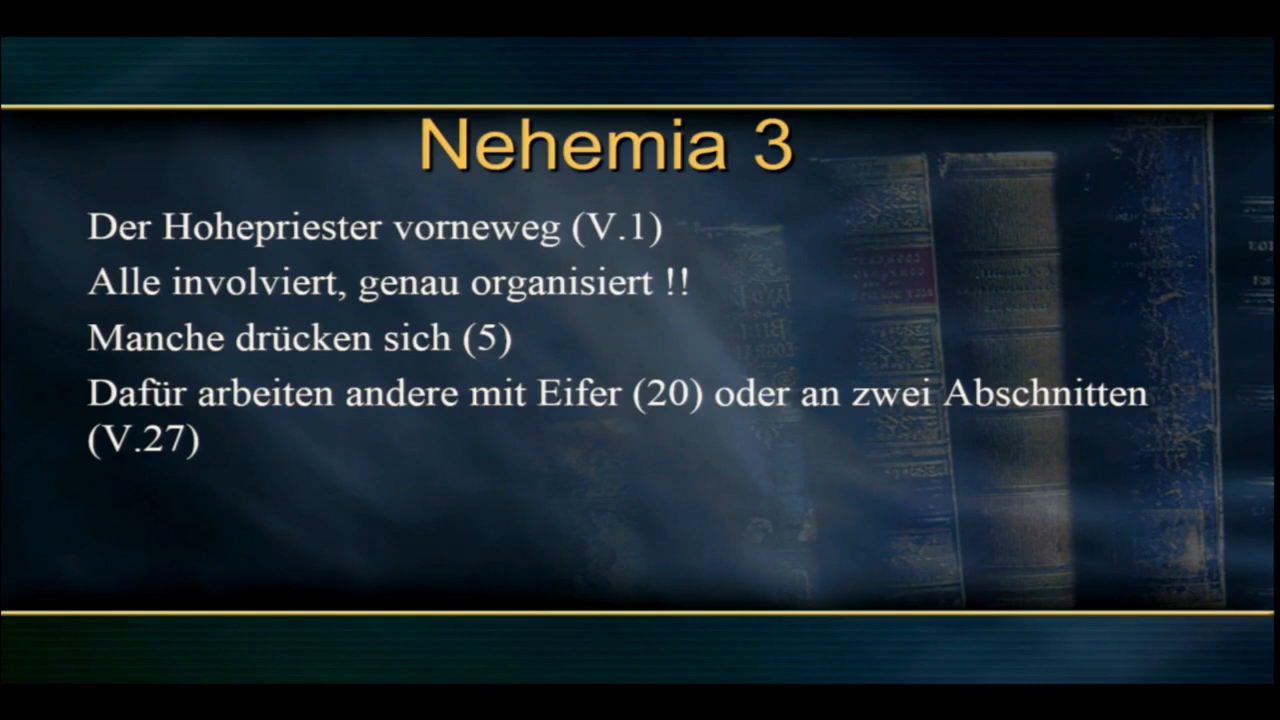 Nehemia 3
Der Hohepriester vorneweg (V.1)
Alle involviert, genau organisiert !!
Manche drücken sich (5)
Dafür arbeiten andere mit Eifer (20) oder an zwei Abschnitten
(V.27)